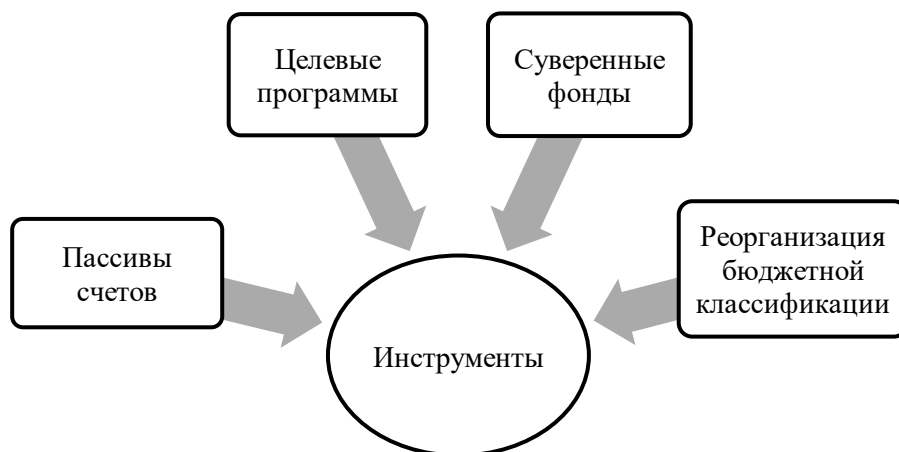 Целевые
программы
Суверенные
фонды
Пассивы
счетов
Реорганизация
бюджетной
классификации
Инструменты